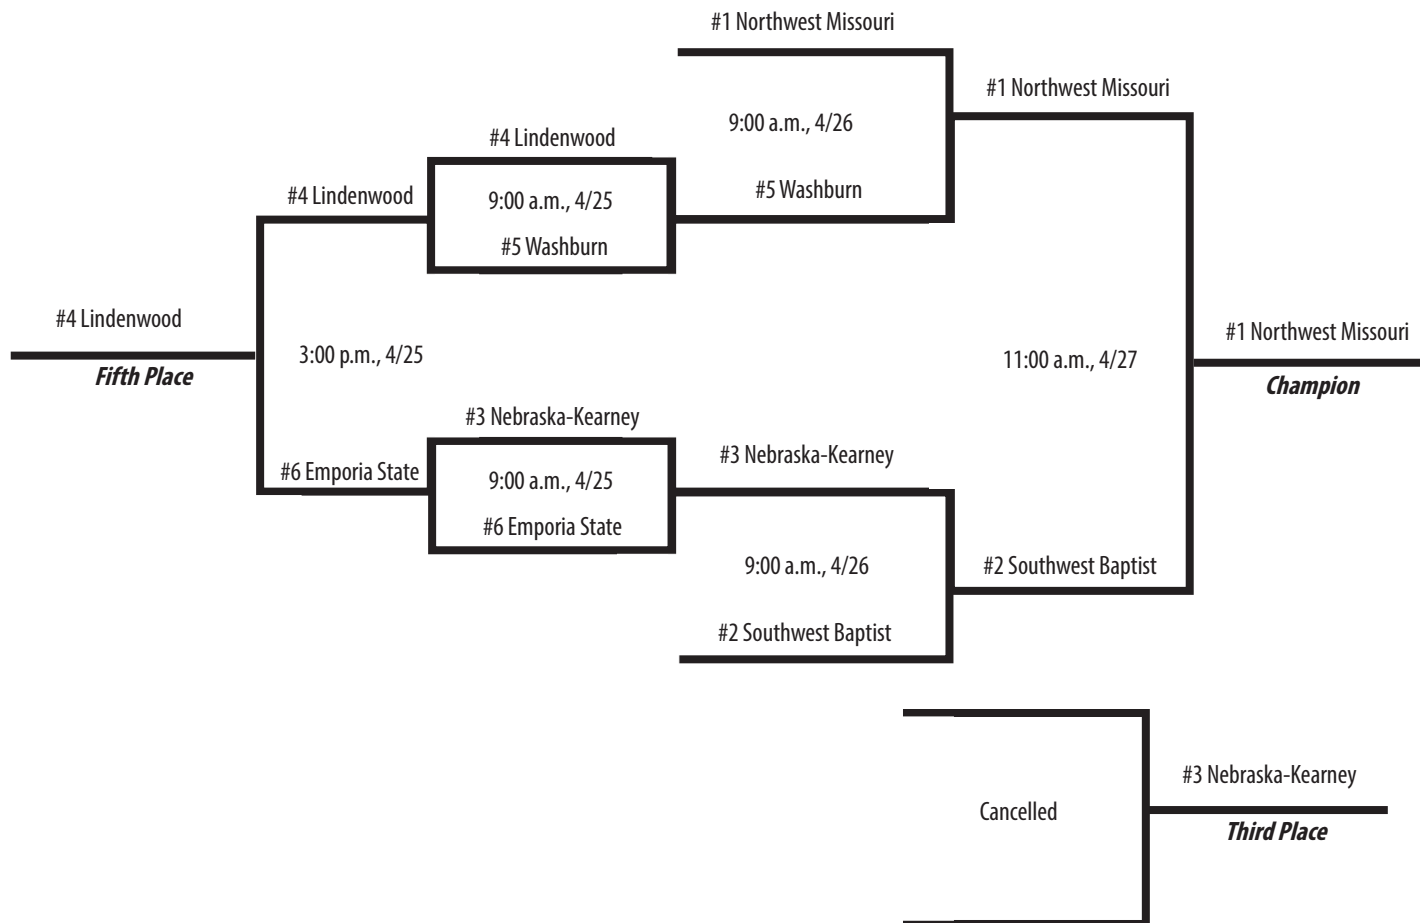 #1 Northwest Missouri
#1 Northwest Missouri
9:00 a.m., 4/26
#4 Lindenwood
#4 Lindenwood
9:00 a.m., 4/25
#5 Washburn
#5 Washburn
#4 Lindenwood
Fifth Place
3:00 p.m., 4/25
11:00 a.m., 4/27
#1 Northwest Missouri
Champion
#3 Nebraska-Kearney
#3 Nebraska-Kearney
#6 Emporia State
9:00 a.m., 4/25
#6 Emporia State
9:00 a.m., 4/26
#2 Southwest Baptist
#2 Southwest Baptist
#3 Nebraska-Kearney
Cancelled
Third Place